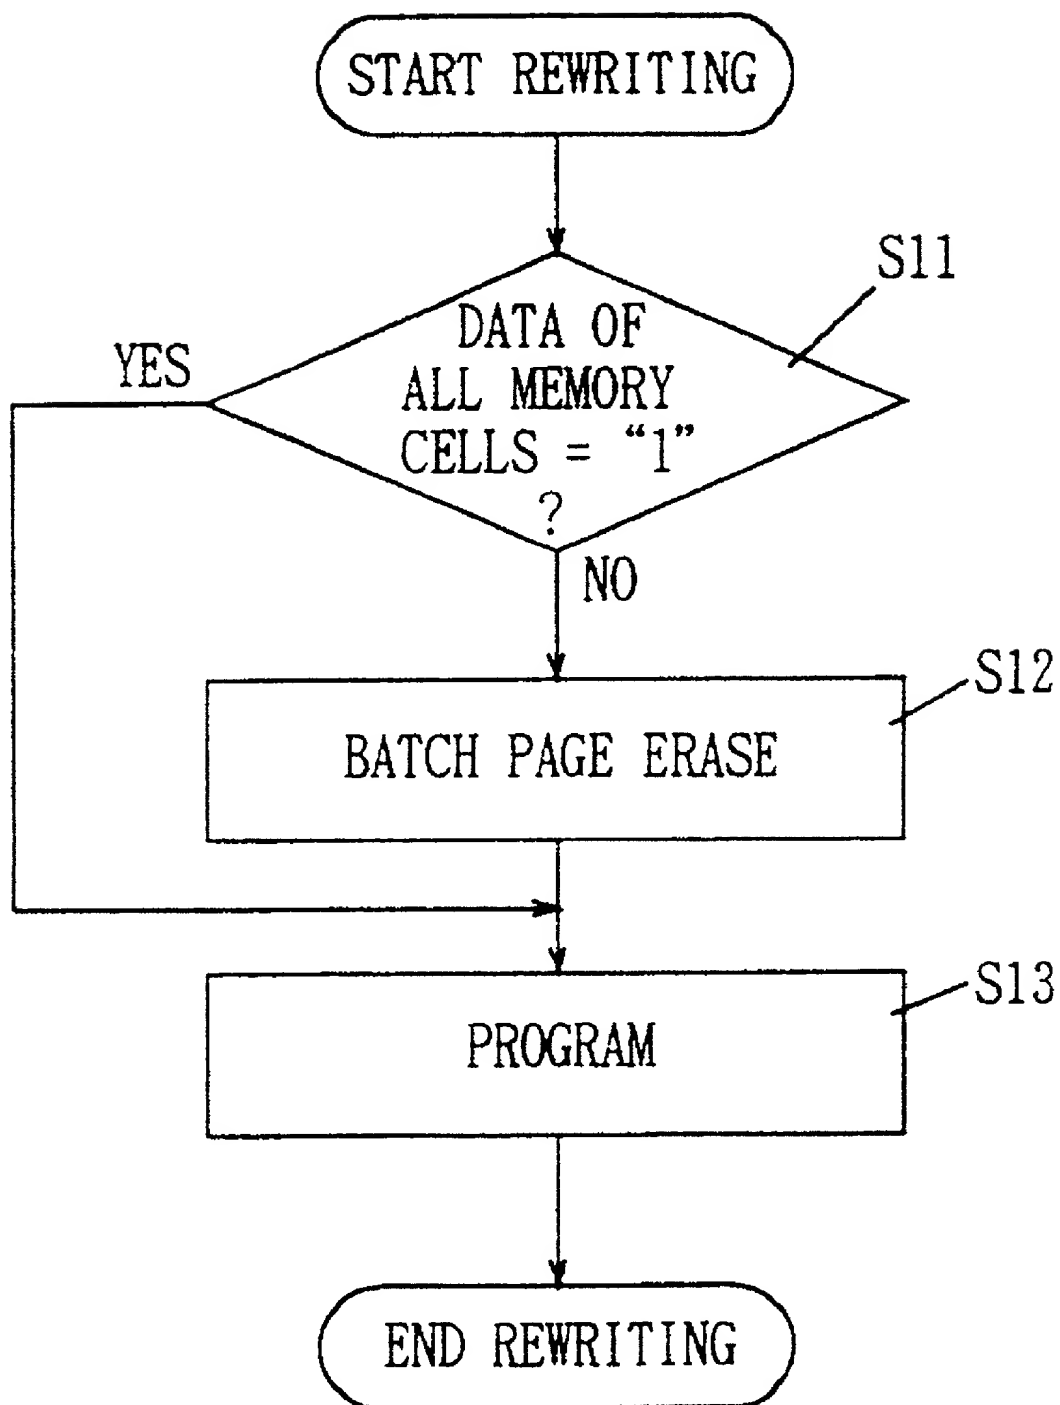 START REWRITING
S11
DATA OF
ALL MEMORY
CELLS = “1”
?
YES
NO
S12
BATCH PAGE ERASE
S13
PROGRAM
END REWRITING